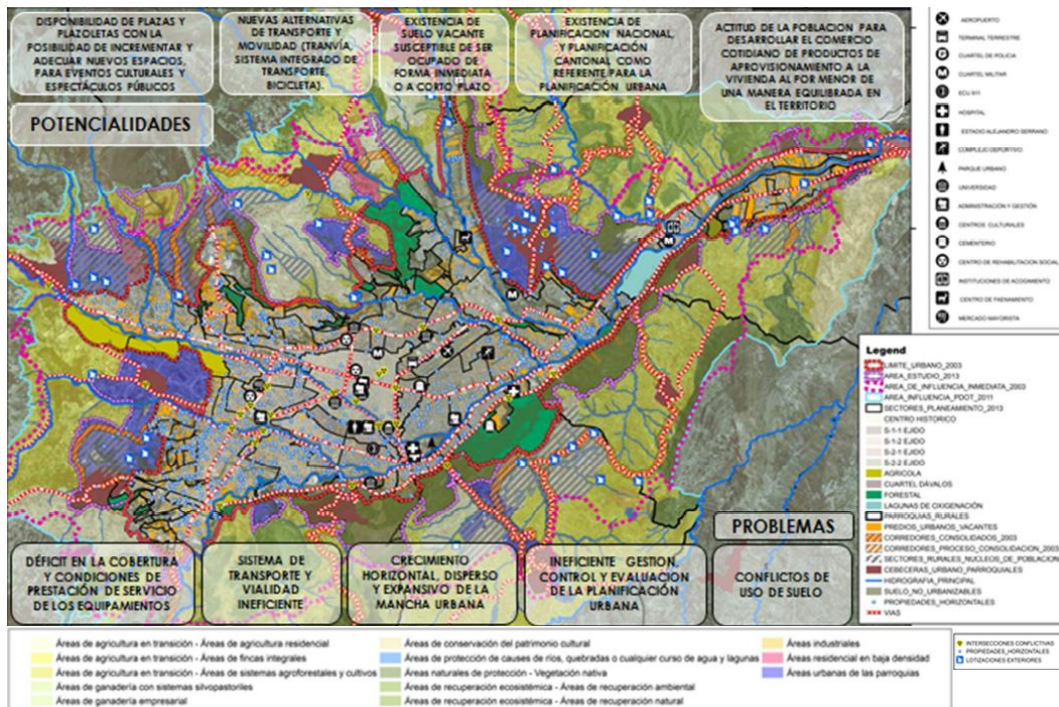 DISPONIBILIDAD DE PLAZAS Y
PLAZOLETAS CON LA
POSIBILIDAD DE INCREMENTAR Y
ADECUAR NUEVOS ESPACIOS,
PARA EVENTOS CULTURALES Y
ESPECTÁCULOS PÚBLICOS
NUEVAS ALTERNATIVAS
DE TRANSPORTE Y
MOVILIDAD (TRANVÍA,
SISTEMA INTEGRADO DE
TRANSPORTE,
BICICLETA).
EXISTENCIA DE
SUELO VACANTE
SUSCEPTIBLE DE SER
OCUPADO DE
FORMA INMEDIATA
O A CORTO PLAZO
EXISTENCIA DE
PLANIFICACION NACIONAL,
Y PLANIFICACIÓN
CANTONAL COMO
REFERENTE PARA LA
PLANIFICACIÓN URBANA
ACTITUD DE LA POBLACION PARA
DESARROLLAR EL COMERCIO
COTIDIANO DE PRODUCTOS DE
APROVISIONAMIENTO A LA
VIVIENDA AL POR MENOR DE
UNA MANERA EQUILIBRADA EN
EL TERRITORIO
POTENCIALIDADES
AEROPUERTO
TERMINAL TERRESTRE
CUARTEL DE POLICIA
CUARTEL MILITAR
ECU 911
HOSPITAL
ESTADIO ALEJANDRO SERRANO
COMPLEJO DEPORTIVO
PARQUE URBANO
UNIVERSIDAD
ADMINISTRACIÓN Y GESTIÓN
CENTROS CULTURALES
CEMENTERIO
CENTRO DE REHABILITACION SOCIAL
INSTITUCIONES DE ACOGIMIENTO
CENTRO DE FAENAMIENTO
MERCADO MAYORISTA
Legend
LIMITE_URBANO_2003
AREA_ESTUDIO_2013
AREA_DE_INFLUENCIA_INMEDIATA_2003
AREA_INFLUENCIA_PDOT_2011
SECTORES_PLANEAMIENTO_2013
CENTRO HISTORICO
S-1-1 EJIDO
S-1-2 EJIDO
S-2-1 EJIDO
S-2-2 EJIDO
AGRICOLA
CUARTEL DÁVALOS
FORESTAL
LAGUNAS DE OXIGENACIÓN
PARROQUIAS_RURALES
PREDIOS_URBANOS_VACANTES
CORREDORES_CONSOLIDADOS_2003
CORREDORES_PROCESO_CONSOLIDACION_2003
SECTORES_RURALES_NUCLEOS_DE_POBLACION
CEBECERAS_URBANO_PARROQUIALES
HIDROGRAFIA_PRINCIPAL
SUELO_NO_URBANIZABLES
PROPIEDADES_HORIZONTALES
VIAS
PROBLEMAS
DÉFICIT EN LA COBERTURA
Y CONDICIONES DE
PRESTACIÓN DE SERVICIO
DE LOS EQUIPAMIENTOS
SISTEMA DE
TRANSPORTE Y
VIALIDAD
INEFICIENTE
CRECIMIENTO
HORIZONTAL, DISPERSO
Y EXPANSIVO DE LA
MANCHA URBANA
INEFICIENTE GESTIÓN,
CONTROL Y EVALUACIÓN
DE LA PLANIFICACIÓN
URBANA
CONFLICTOS DE
USO DE SUELO
Áreas de agricultura en transición - Áreas de agricultura residencial
Áreas de agricultura en transición - Áreas de fincas integrales
Áreas de agricultura en transición - Áreas de sistemas agroforestales y cultivos
Áreas de ganadería con sistemas silvopastoriles
Áreas de ganadería empresarial
Áreas de conservación del patrimonio cultural
Áreas de protección de causes de ríos, quebradas o cualquier curso de agua y lagunas
Áreas naturales de protección - Vegetación nativa
Áreas de recuperación ecosistémica - Áreas de recuperación ambiental
Áreas de recuperación ecosistémica - Áreas de recuperación natural
Áreas industriales
Áreas residencial en baja densidad
Áreas urbanas de las parroquias
INTERSECCIONES CONFLICTIVAS
PROPIEDADES_HORIZONTALES
LOTIZACIONES EXTERIORES